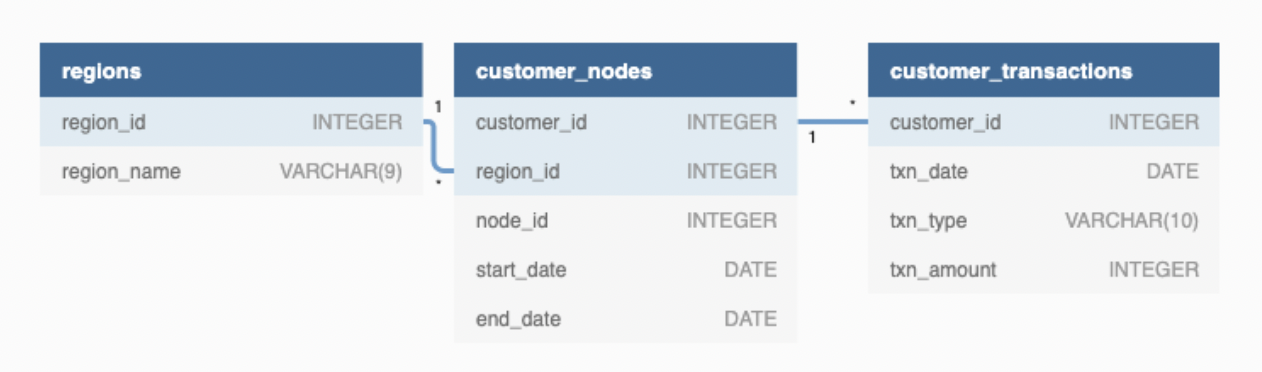 regions
region_id INTEGER
region_name VARCHAR(9)
1
*
customer_nodes
customer_id INTEGER
region_id INTEGER
node_id INTEGER
start_date DATE
end_date DATE
*
1
customer_transactions
customer_id INTEGER
txn_date DATE
txn_type VARCHAR(10)
txn_amount INTEGER